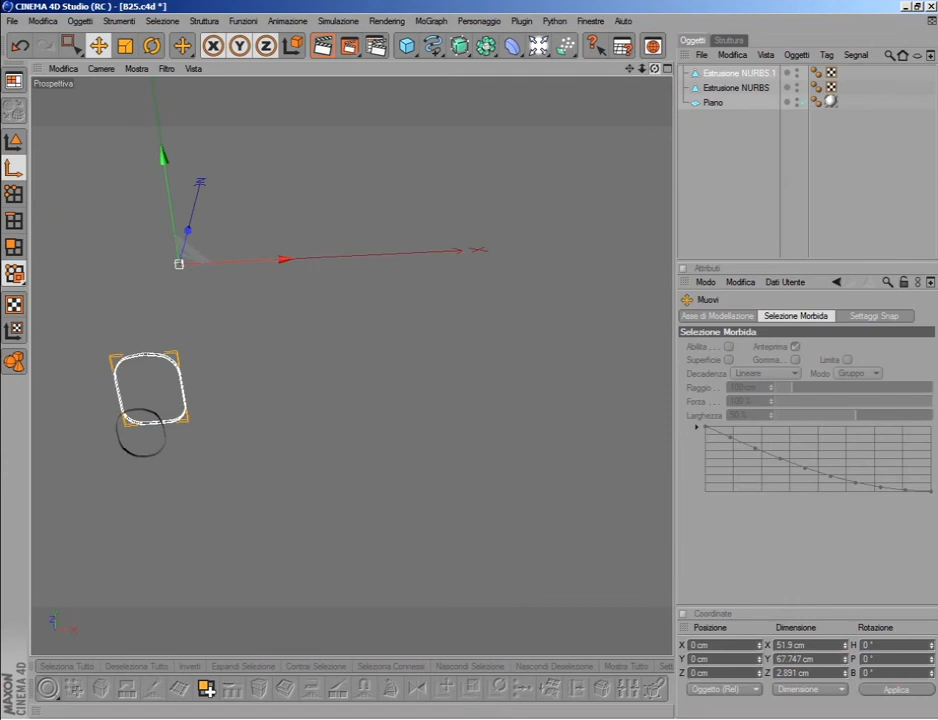 CINEMA 4D Studio (RC ) - [B25.c4d *]
File Modifica Oggetti Strumenti Selezione Struttura Funzioni Animazione Simulazione Rendering MoGraph Personaggio Plugin Python Finestre Aiuto
X Y Z
Oggetti Struttura
Modifica Camere Mostra Filtro Vista
File Modifica Vista Oggetti Tag Segnal
Prospettiva
Estrusione NURBS 1
Estrusione NURBS
Piano
Z
X
Attributi
Modo Modifica Dati Utente
Muovi
Asse di Modellazione Selezione Morbida Settaggi Snap
Selezione Morbida
Abilita . . Anteprima
Superficie Gomma. . Limita
Decadenza Lineare Modo Gruppo
Raggio . . 100 cm
Forza. . . 100 %
Larghezza 50 %
Coordinate
Posizione Dimensione Rotazione
X 0 cm X 51.9 cm H 0 °
Y 0 cm Y 67.747 cm P 0 °
Z 0 cm Z 2.891 cm B 0 °
Oggetto (Rel) Dimensione Applica
Seleziona Tutto Deseleziona Tutto Inverti Espandi Selezione Contrai Selezione Seleziona Connessi Nascondi Selezione Nascondi Deselezione Mostra Tutto Sett
MAXON
CINEMA 4D